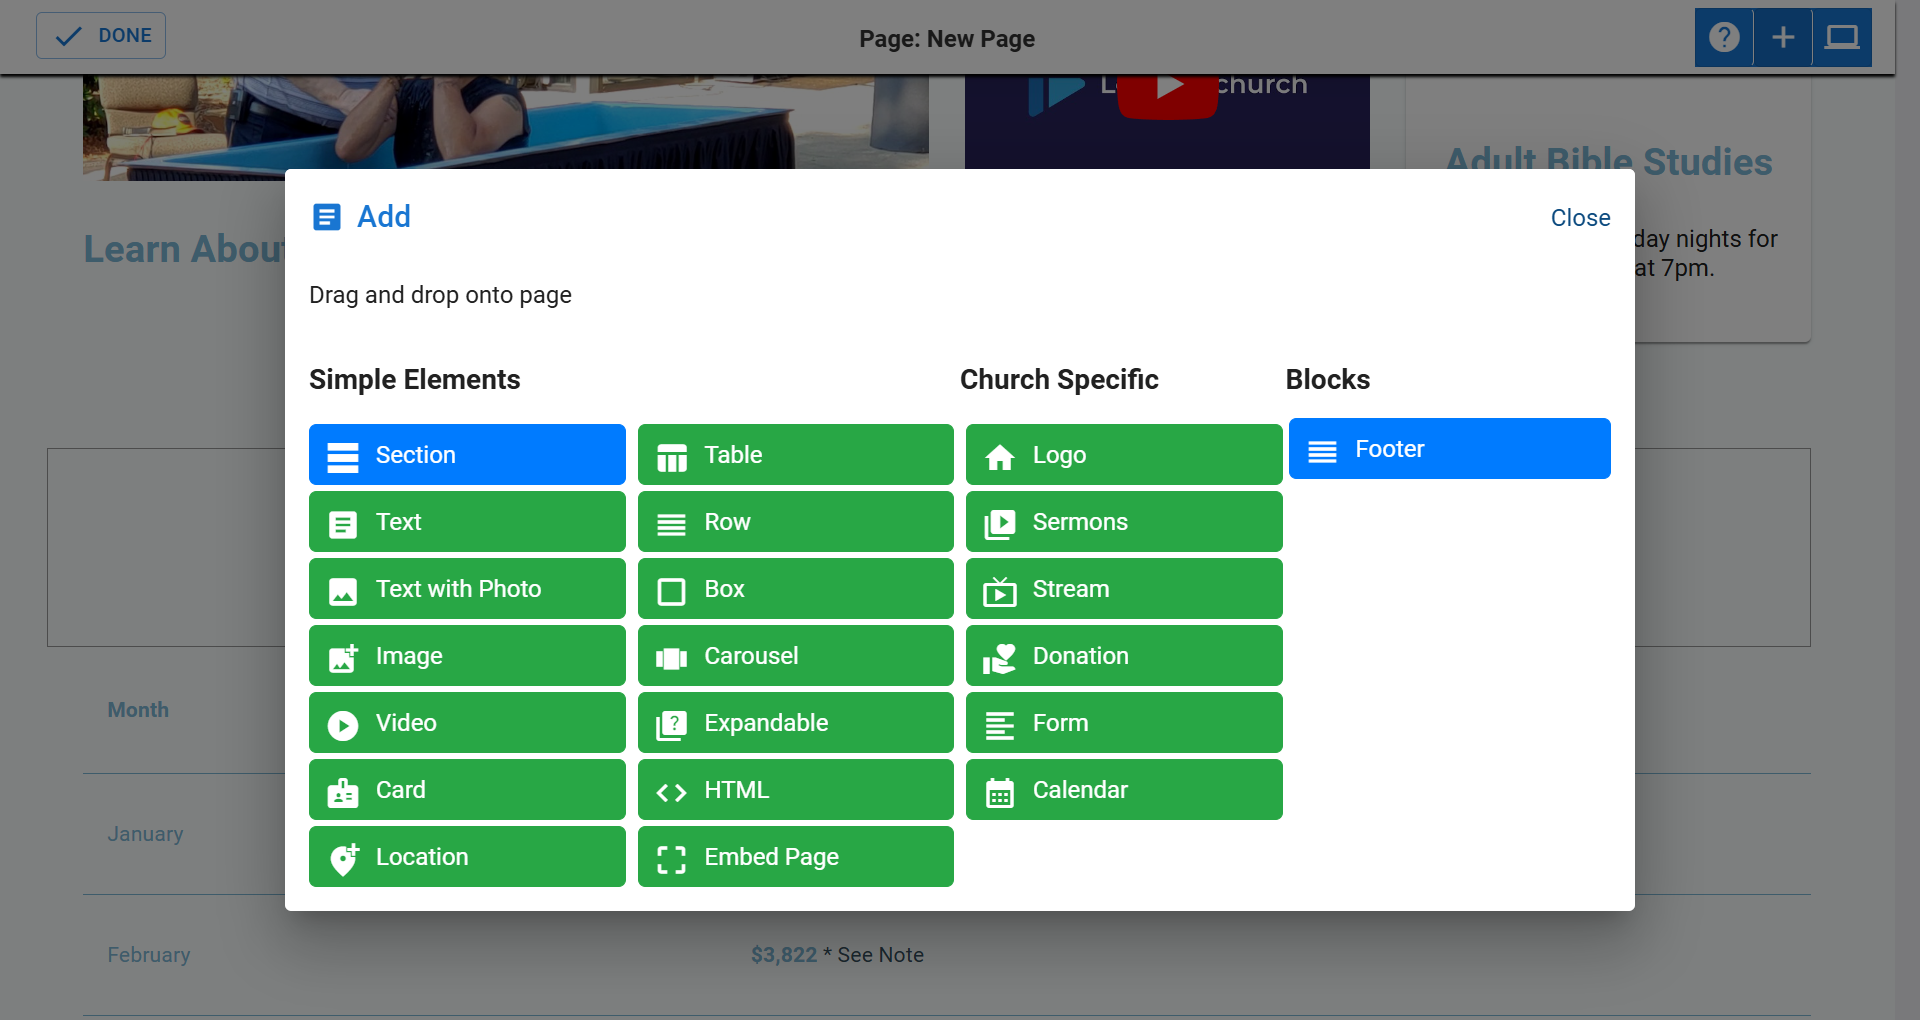 DONE
Page: New Page
church
Adult Bible Studies
Learn About
day nights for
at 7pm.
Add
Close
Drag and drop onto page
Simple Elements
Church Specific
Blocks
Section
Table
Logo
Footer
Text
Row
Sermons
Text with Photo
Box
Stream
Image
Carousel
Donation
Video
Expandable
Form
Card
HTML
Calendar
Location
Embed Page
Month
January
February
$3,822 * See Note